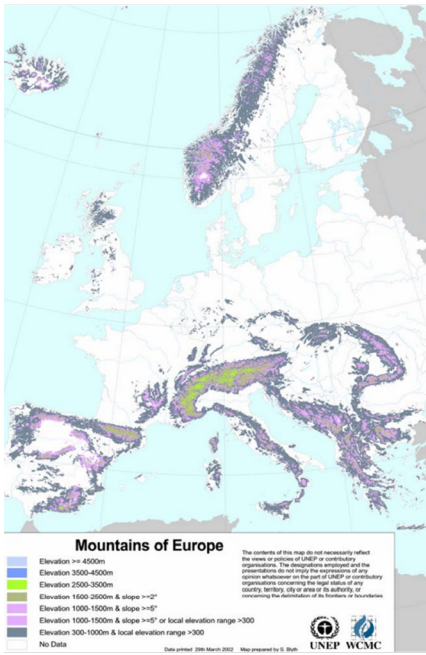 Mountains of Europe
Elevation >= 4500m
Elevation 3500-4500m
Elevation 2500-3500m
Elevation 1600-2600m & slope >=2°
Elevation 1000-1500m & slope >=5°
Elevation 1000-1500m & slope >=5° or local elevation range >300
Elevation 300-1000m & local elevation range >300
No Data
The contents of this map do not necessarily reflect
the views or policies of UNEP or contributory
organisations. The designations employed and the
presentations do not imply the expressions of any
opinion whatsoever on the part of UNEP or contributory
organisations concerning the legal status of any
country, territory, city or area or its authority, or
concerning the delimitation of its frontiers or boundaries
UNEP WCMC
Date printed 29th March 2002 Map prepared by S. Blyth